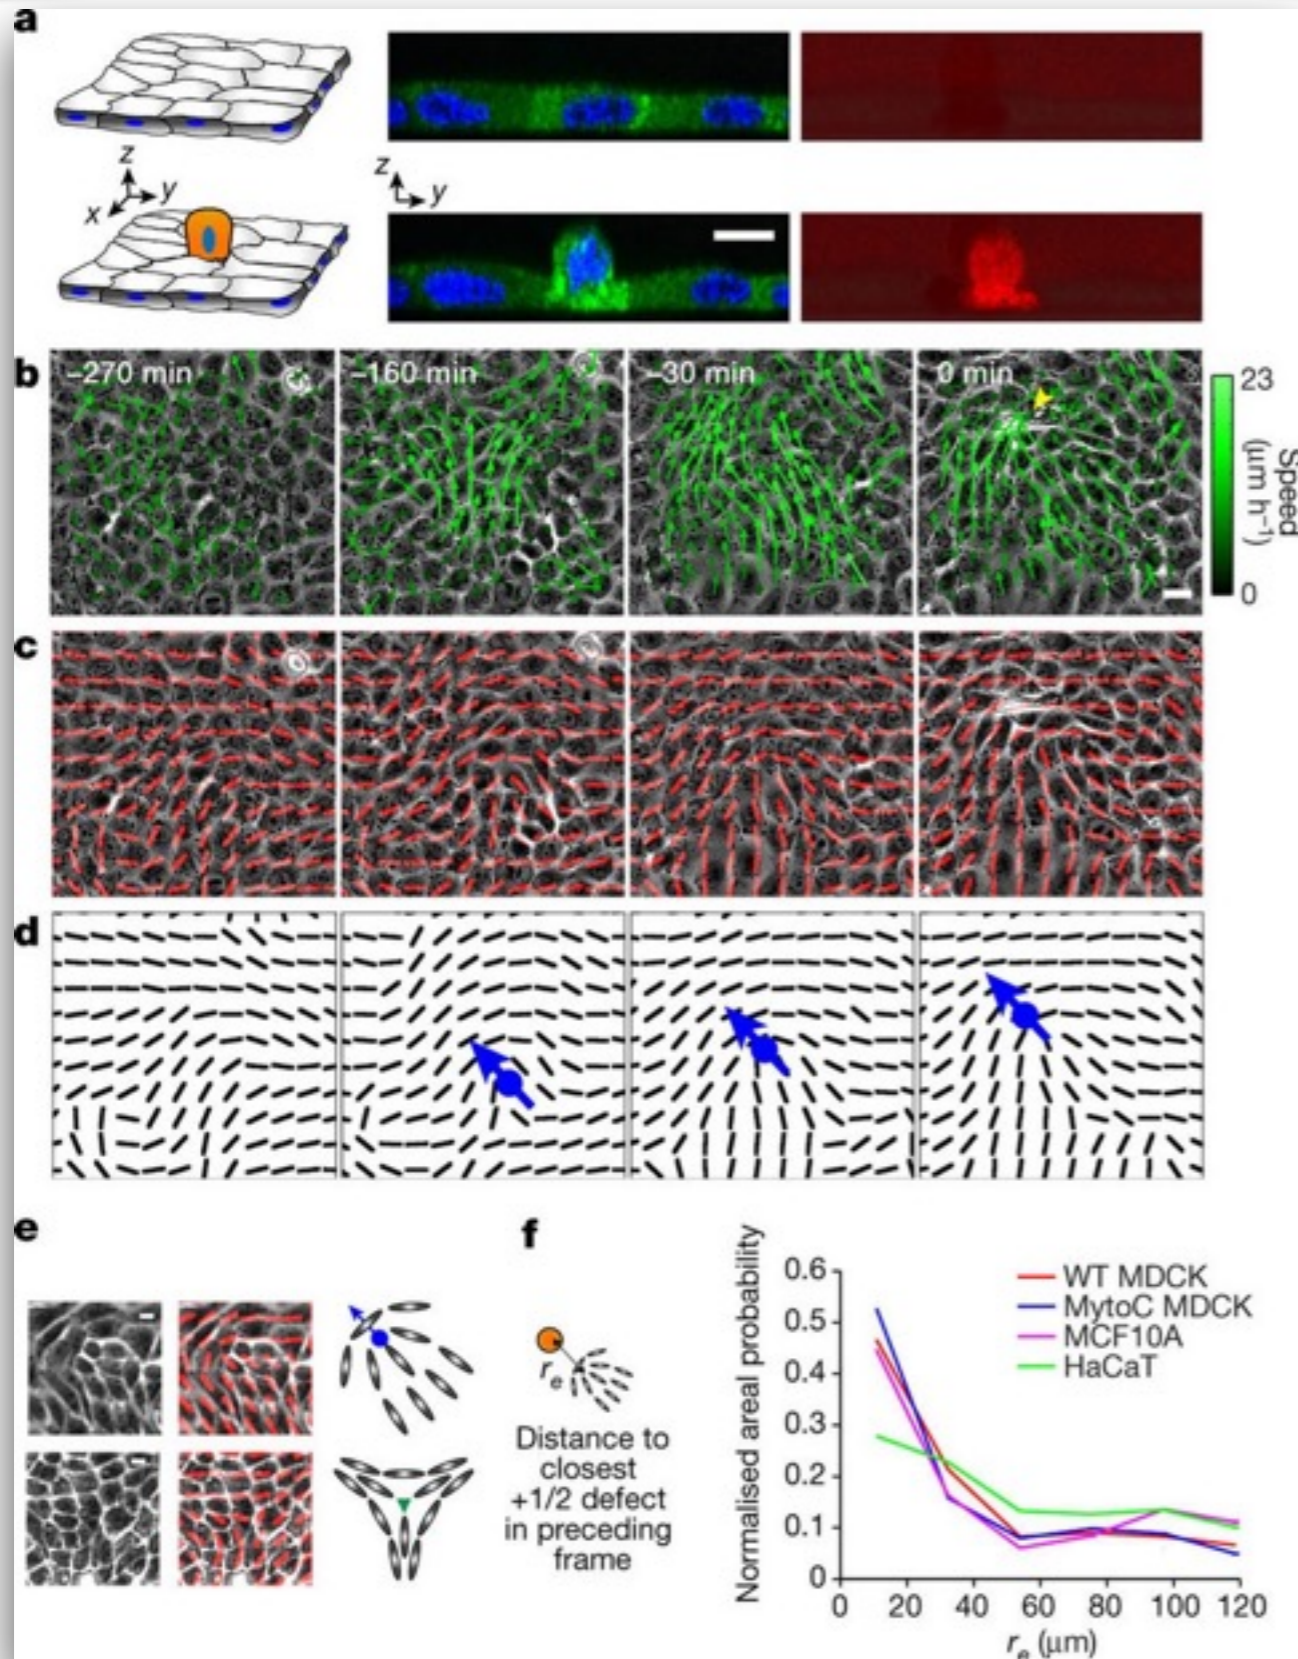 a
z
y
x
z
y
b
–270 min
–160 min
–30 min
0 min
23
0
Speed
(μm h⁻¹)
c
d
e
f
rₑ
Distance to
closest
+1/2 defect
in preceding
frame
Normalised areal probability
0.6
0.5
0.4
0.3
0.2
0.1
0
WT MDCK
MytoC MDCK
MCF10A
HaCaT
0 20 40 60 80 100 120
rₑ (μm)